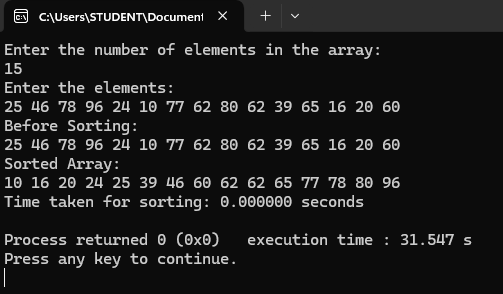 C:\Users\STUDENT\Document
Enter the number of elements in the array:
15
Enter the elements:
25 46 78 96 24 10 77 62 80 62 39 65 16 20 60
Before Sorting:
25 46 78 96 24 10 77 62 80 62 39 65 16 20 60
Sorted Array:
10 16 20 24 25 39 46 60 62 62 65 77 78 80 96
Time taken for sorting: 0.000000 seconds
Process returned 0 (0x0)   execution time : 31.547 s
Press any key to continue.